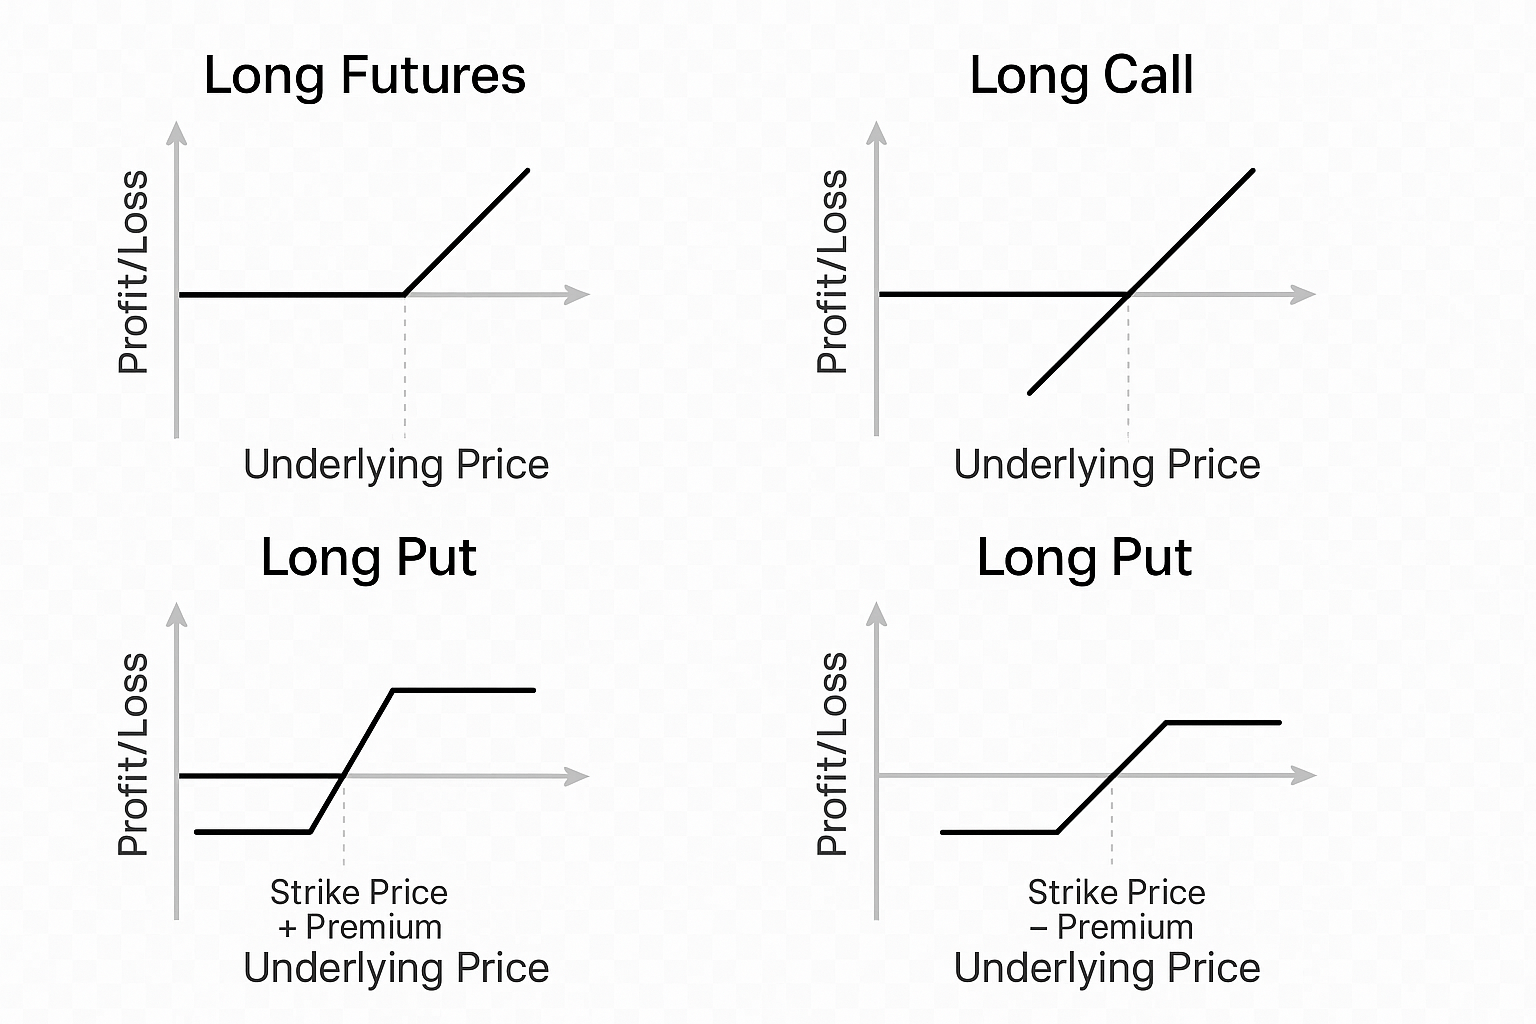 Long Futures
Profit/Loss
Underlying Price
Long Call
Profit/Loss
Underlying Price
Long Put
Profit/Loss
Strike Price
+ Premium
Underlying Price
Long Put
Profit/Loss
Strike Price
– Premium
Underlying Price